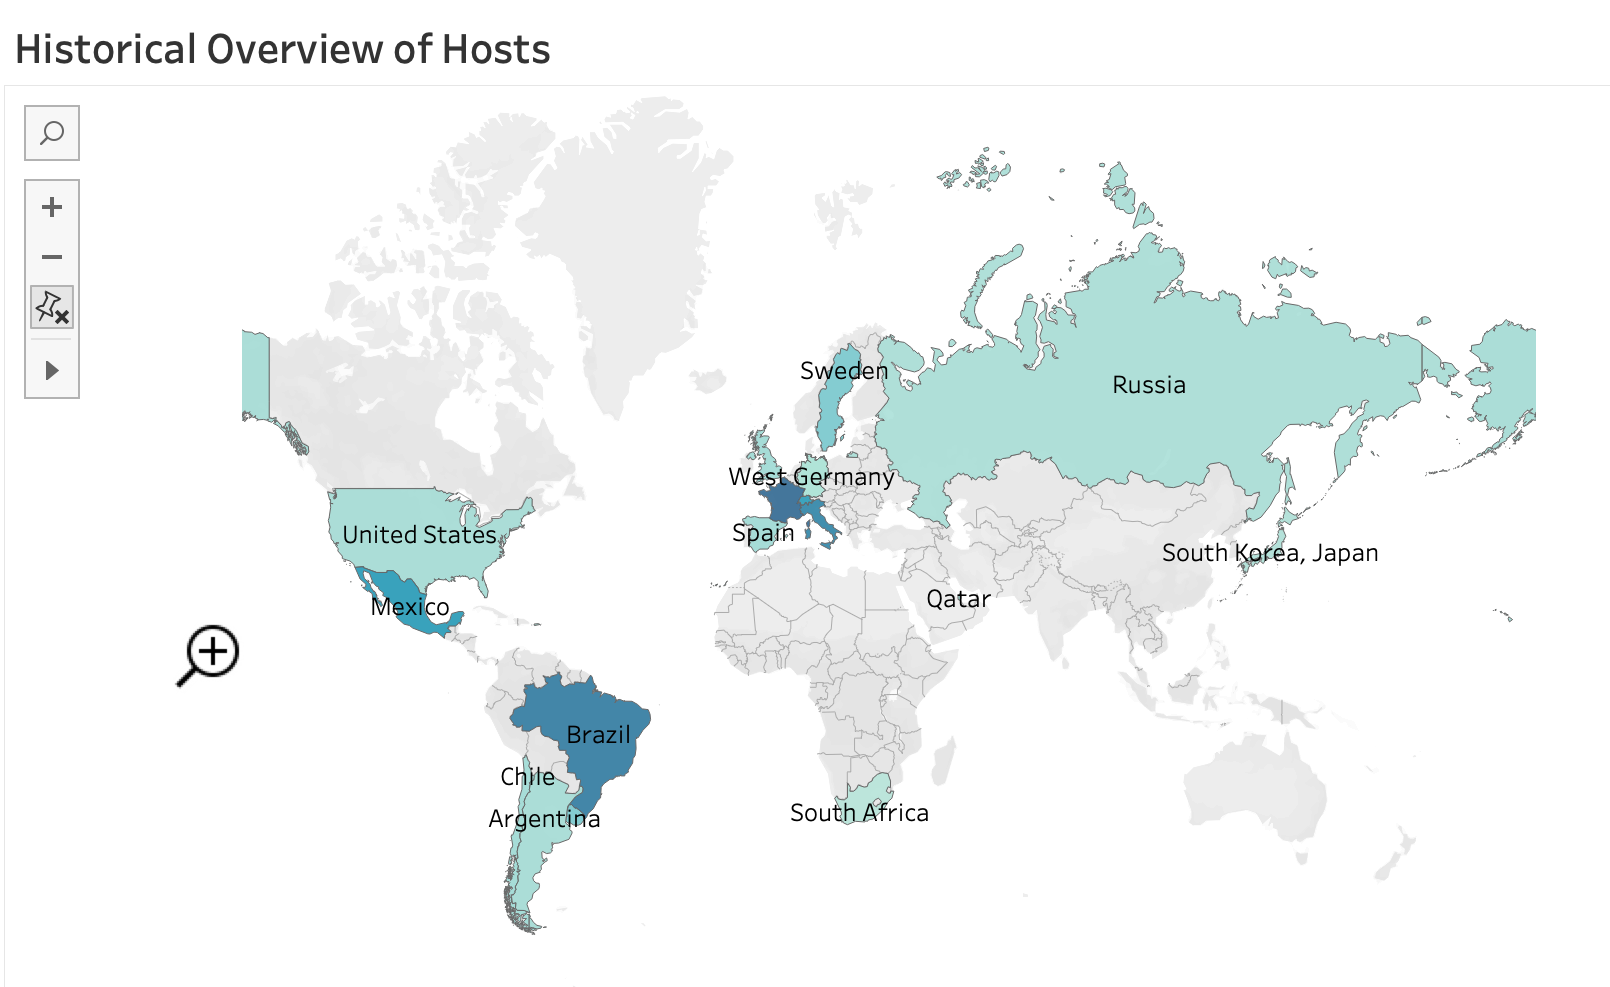 Historical Overview of Hosts
Sweden
Russia
West Germany
Spain
United States
South Korea, Japan
Mexico
Qatar
Brazil
Chile
Argentina
South Africa